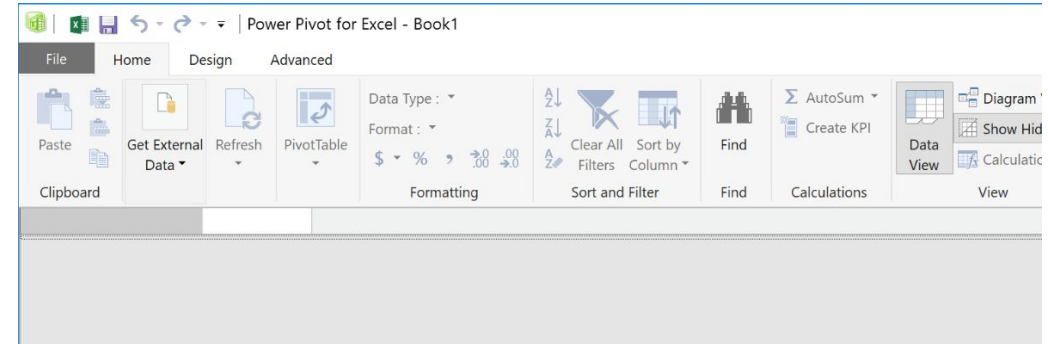 Power Pivot for Excel - Book1
File Home Design Advanced
Paste
Clipboard
Get External
Data
Refresh
PivotTable
Data Type :
Format :
$ % , .00 .00
Formatting
Clear All
Filters
Sort by
Column
Sort and Filter
Find
Find
Σ AutoSum
Create KPI
Calculations
Data
View
Diagram
Show Hid
Calculatio
View